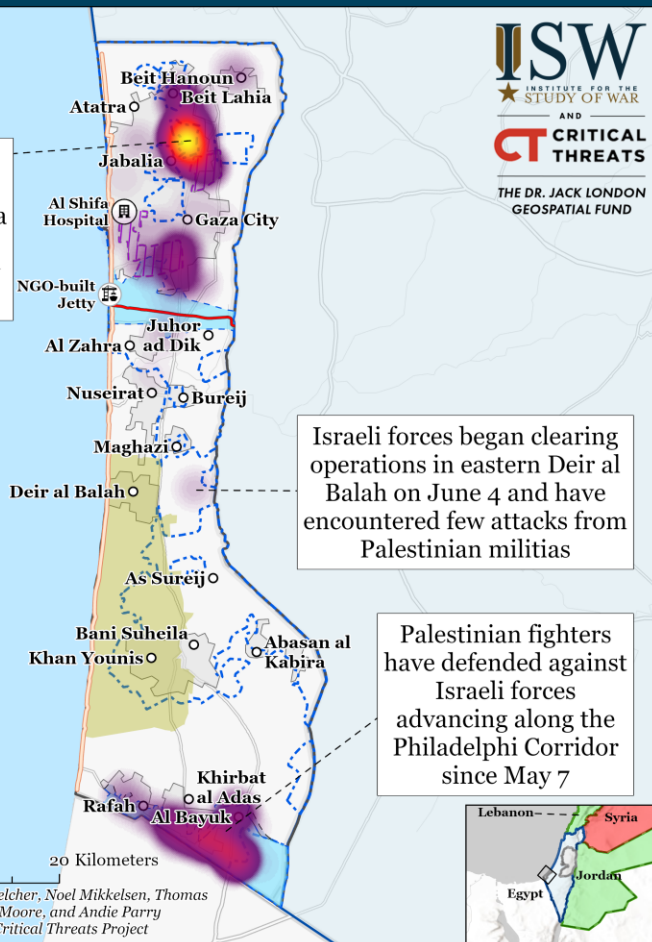 ISW
INSTITUTE FOR THE
STUDY OF WAR
AND
CT CRITICAL
THREATS
THE DR. JACK LONDON
GEOSPATIAL FUND
Beit Hanoun
Beit Lahia
Atatra
Jabalia
a
Al Shifa
Hospital
Gaza City
NGO-built
Jetty
Juhor
ad Dik
Al Zahra
Nuseirat
Bureij
Maghazi
Deir al Balah
Israeli forces began clearing
operations in eastern Deir al
Balah on June 4 and have
encountered few attacks from
Palestinian militias
As Sureij
Bani Suheila
Abasan al
Kabira
Khan Younis
Palestinian fighters
have defended against
Israeli forces
advancing along the
Philadelphi Corridor
since May 7
Khirbat
al Adas
Rafah
Al Bayuk
Lebanon
Syria
Jordan
Egypt
20 Kilometers
elcher, Noel Mikkelsen, Thomas
Moore, and Andie Parry
Critical Threats Project